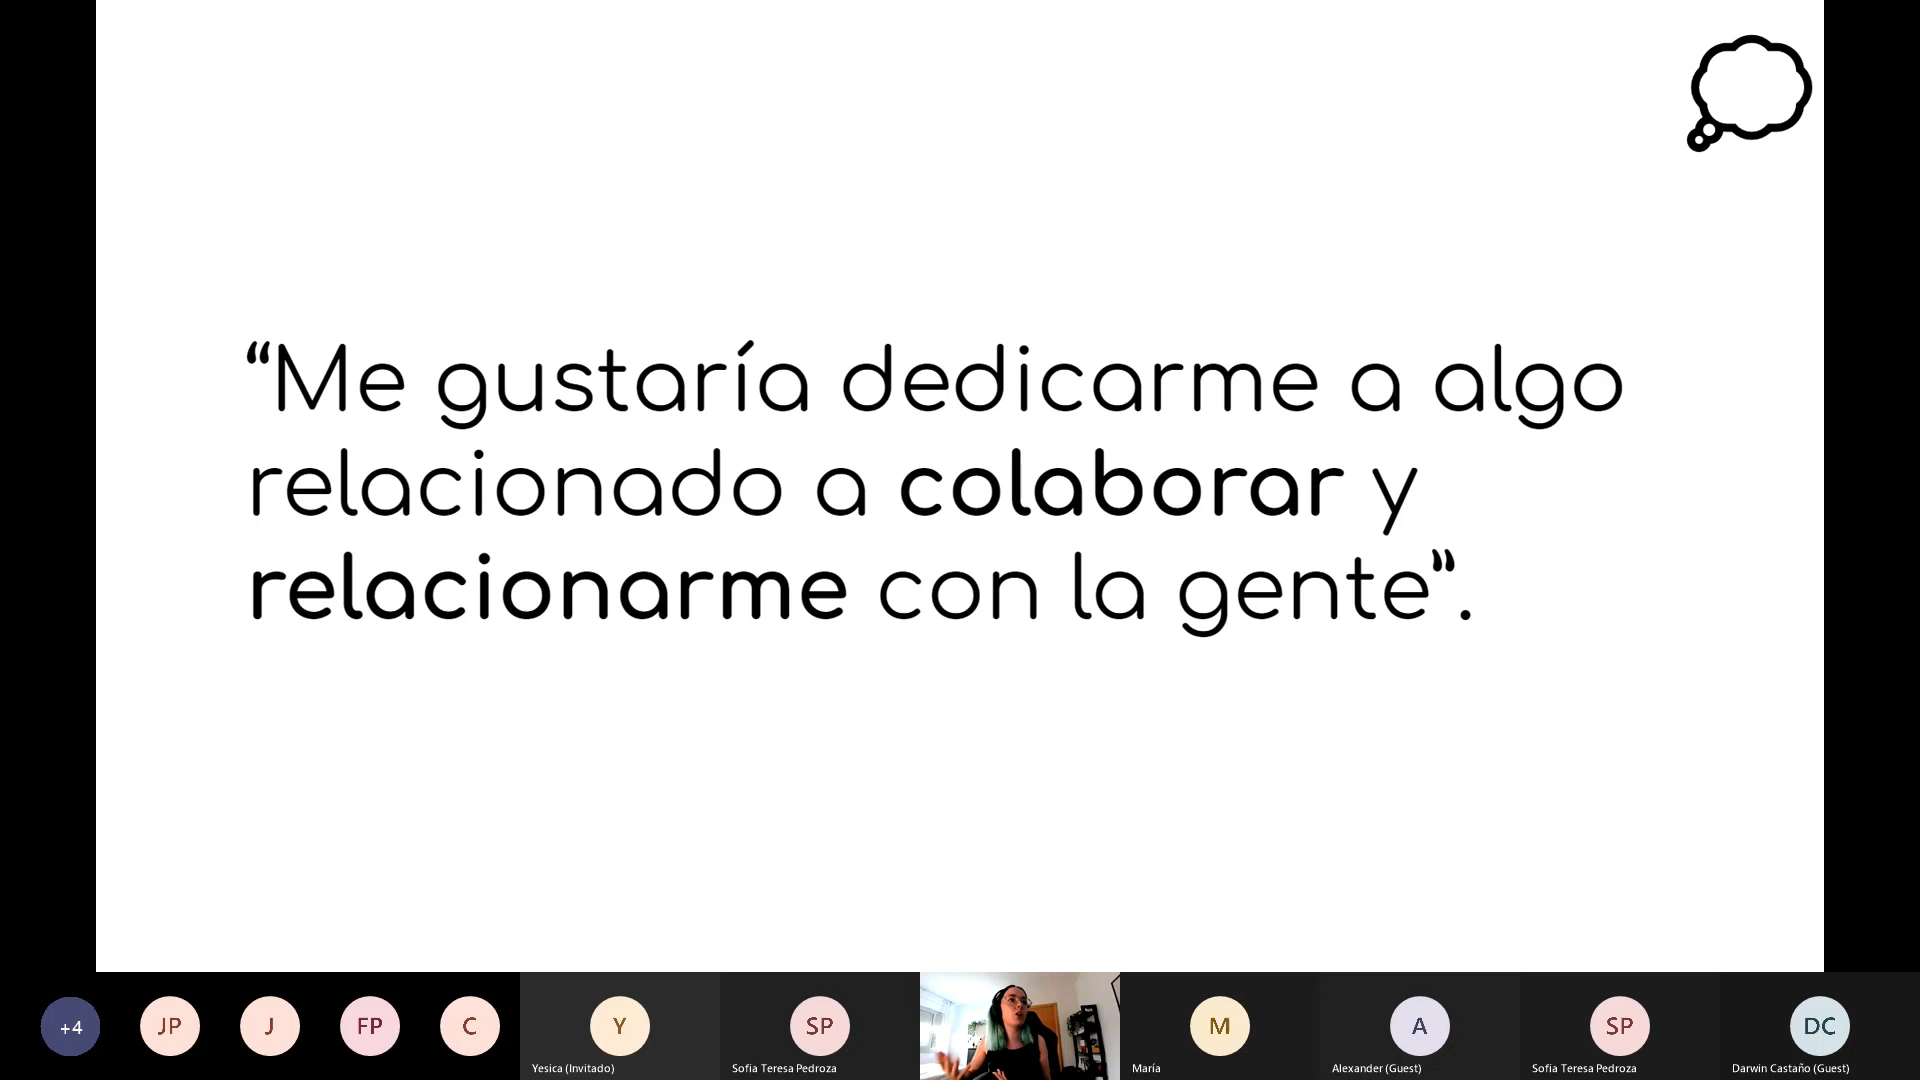 “Me gustaría dedicarme a algo
relacionado a colaborar y
relacionarme con la gente”.
+4
JP
J
FP
C
Y
Yesica (Invitado)
SP
Sofia Teresa Pedroza
M
María
A
Alexander (Guest)
SP
Sofia Teresa Pedroza
DC
Darwin Castaño (Guest)